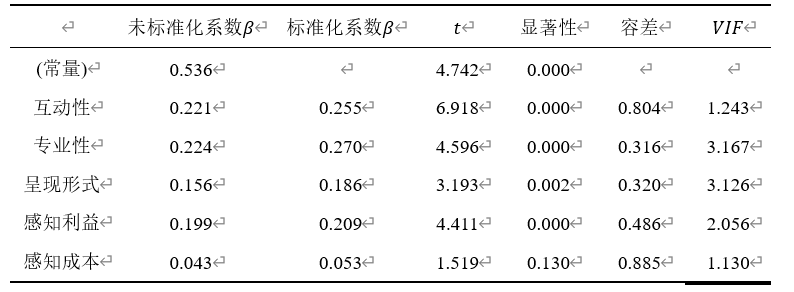 未标准化系数β 标准化系数β t 显著性 容差 VIF
(常量) 0.536 4.742 0.000
互动性 0.221 0.255 6.918 0.000 0.804 1.243
专业性 0.224 0.270 4.596 0.000 0.316 3.167
呈现形式 0.156 0.186 3.193 0.002 0.320 3.126
感知利益 0.199 0.209 4.411 0.000 0.486 2.056
感知成本 0.043 0.053 1.519 0.130 0.885 1.130